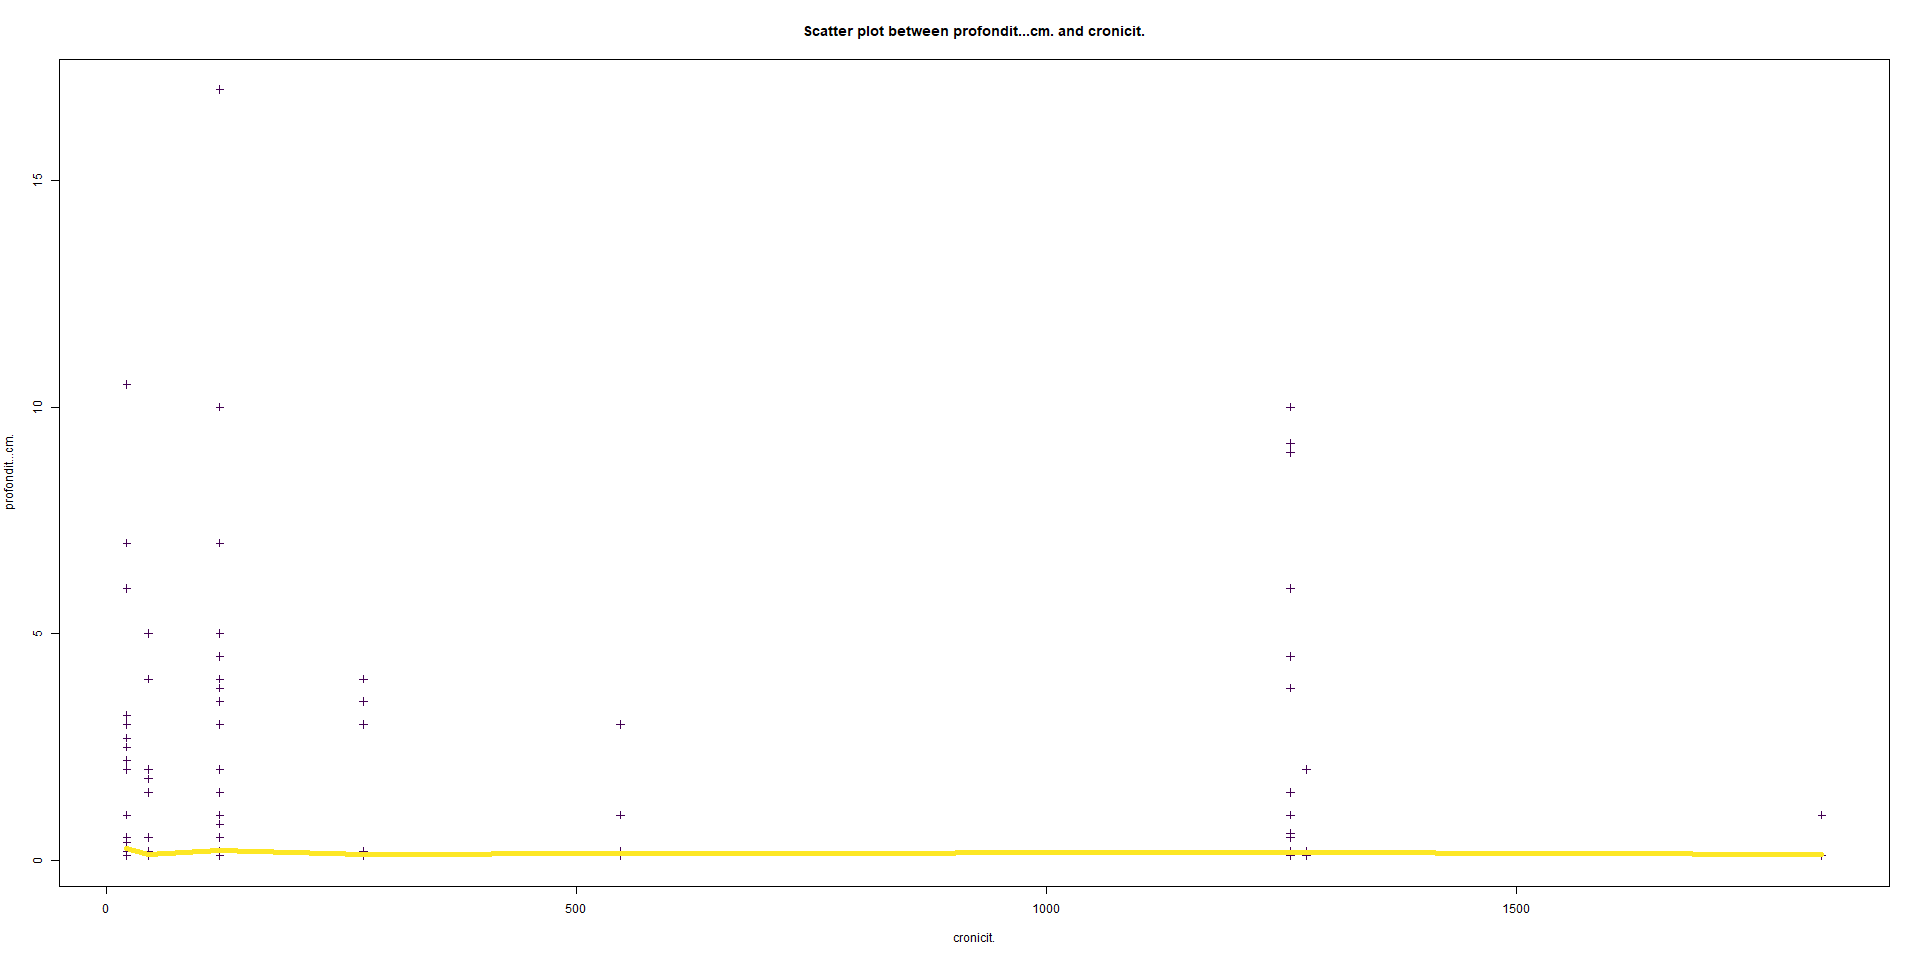 Scatter plot between profondit...cm. and cronicit.
15
10
5
0
profondit...cm.
0 500 1000 1500
cronicit.